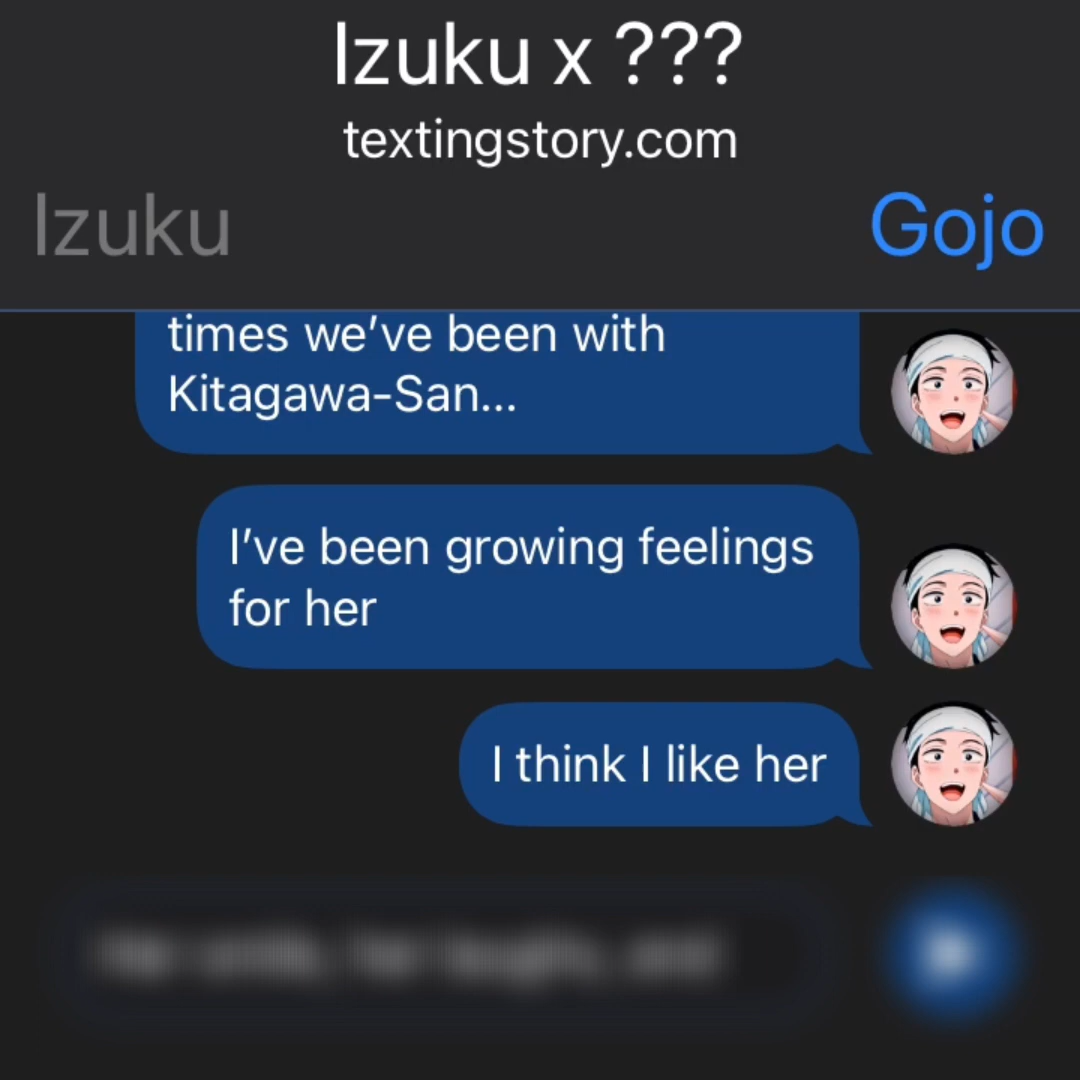 Izuku x ???
textingstory.com
Izuku
Gojo
times we've been with
Kitagawa-San...
I've been growing feelings
for her
I think I like her